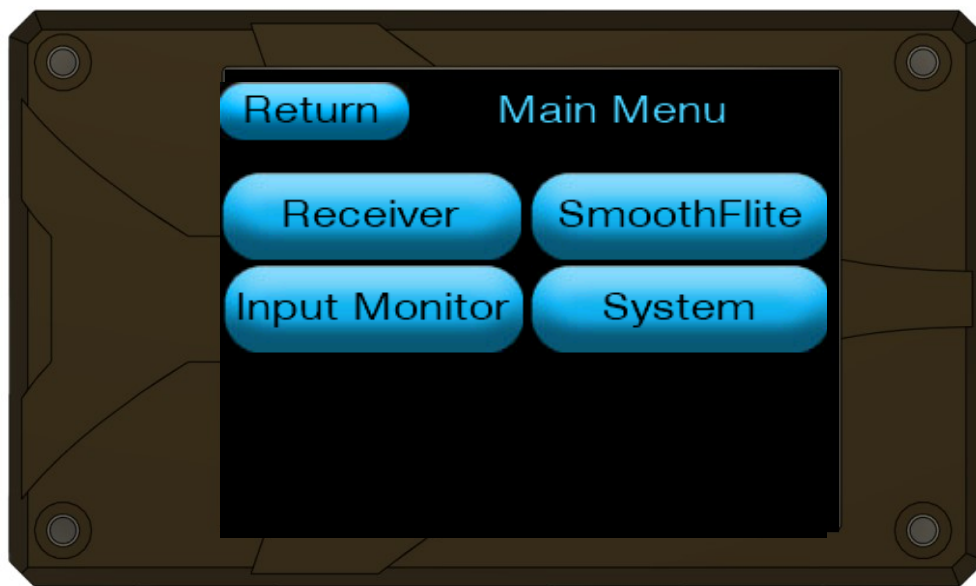 Return
Main Menu
Receiver
SmoothFlite
Input Monitor
System